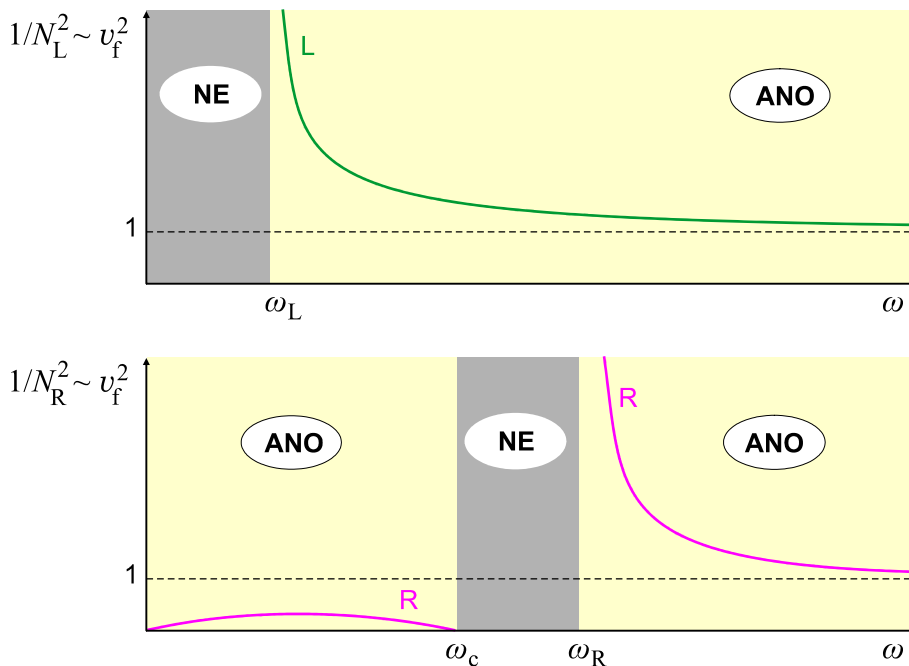 1/N_L^2 ~ v_f^2
L
NE
ANO
1
ω_L
ω
1/N_R^2 ~ v_f^2
R
ANO
NE
ANO
1
R
ω_c
ω_R
ω